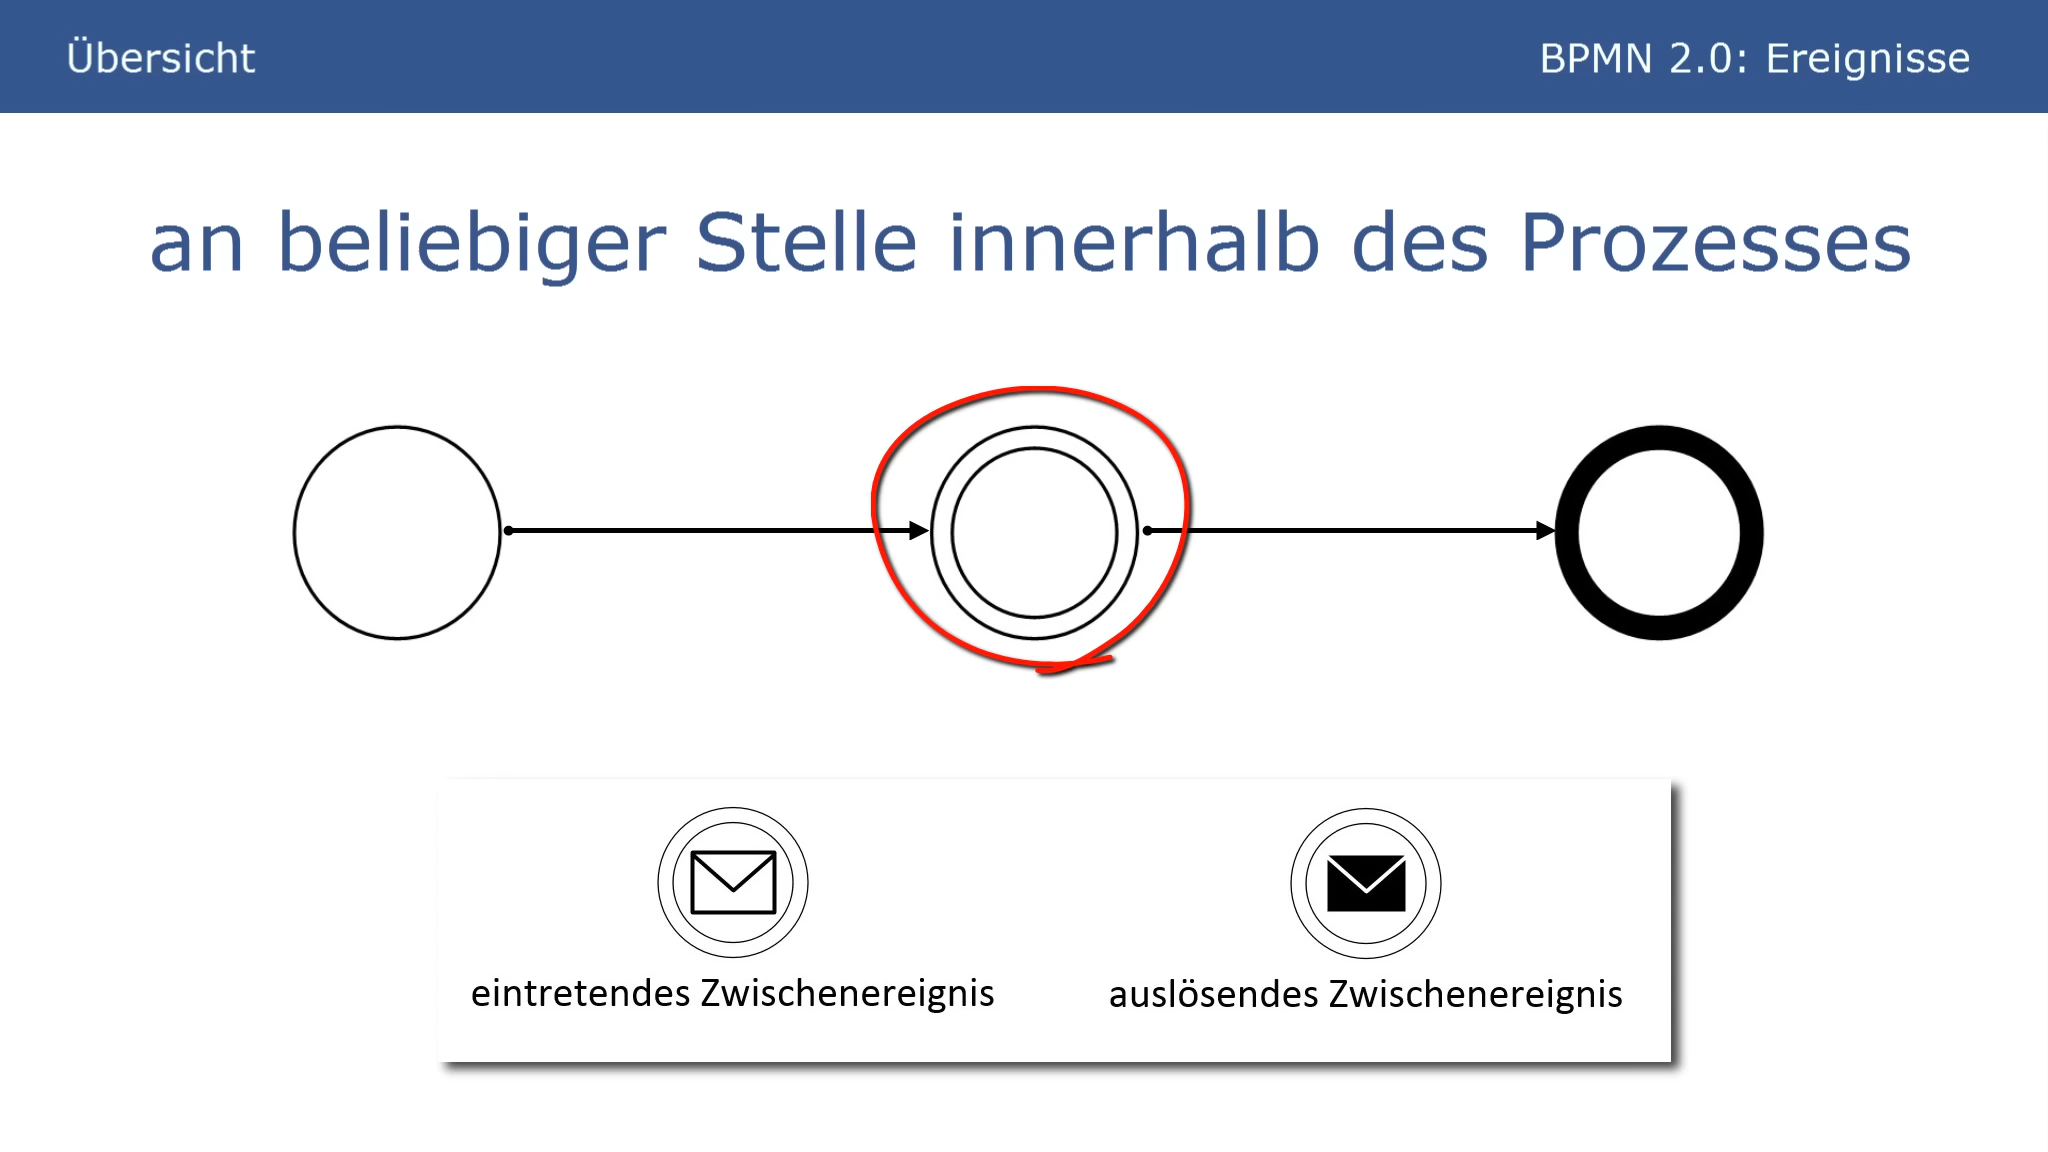 Übersicht
BPMN 2.0: Ereignisse
an beliebiger Stelle innerhalb des Prozesses
eintretendes Zwischenereignis
auslösendes Zwischenereignis